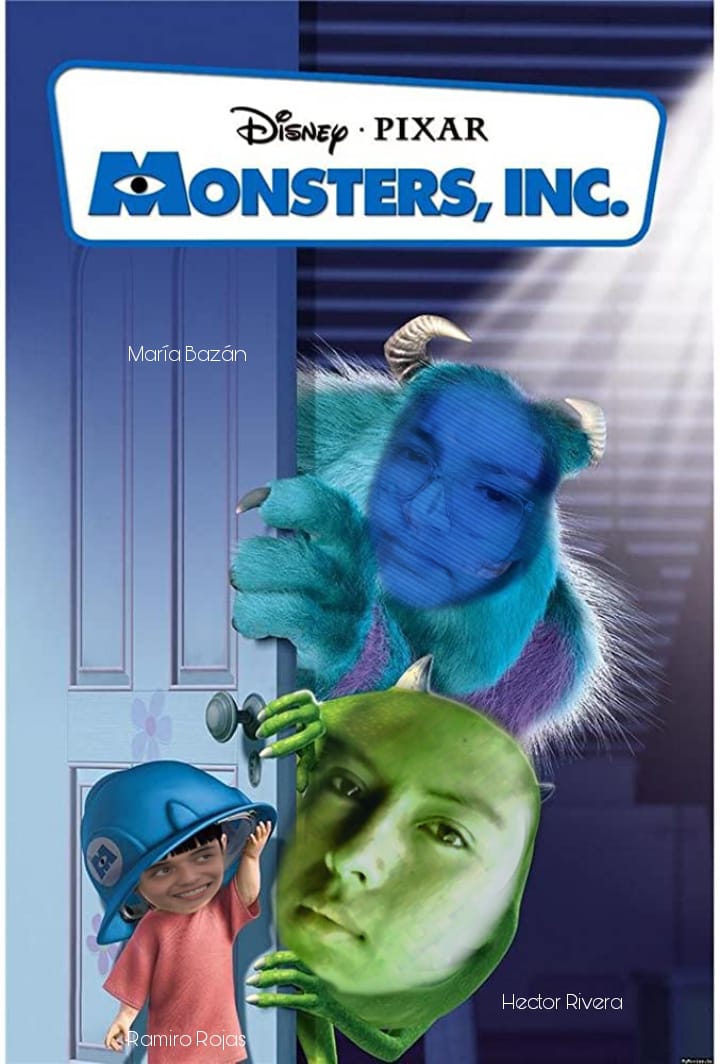 Disney · PIXAR
MONSTERS, INC.
María Bazán
Hector Rivera
Ramiro Rojas